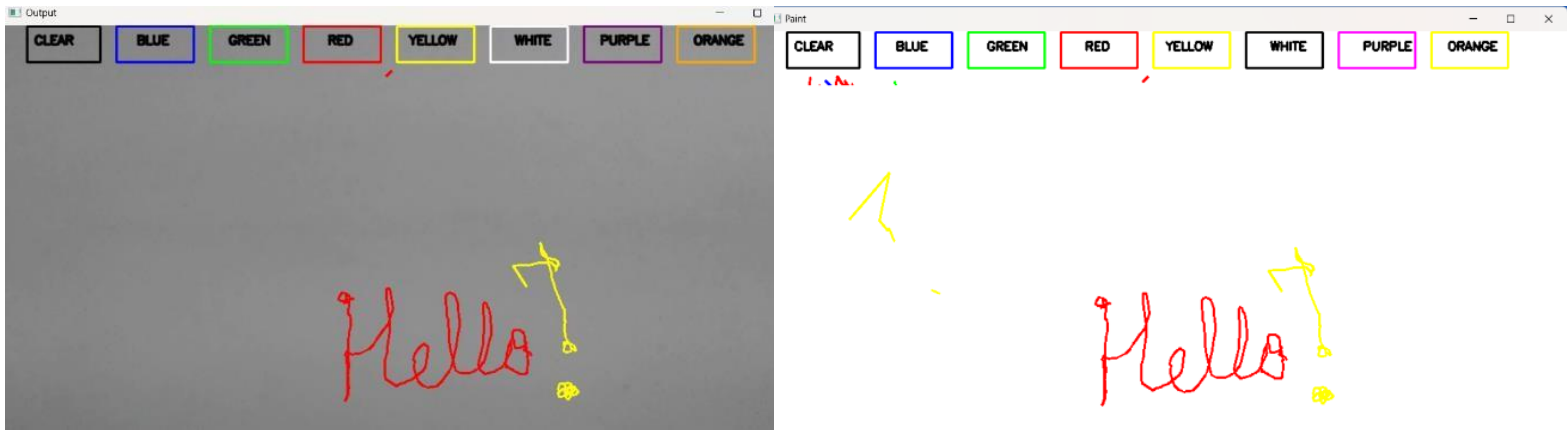 Output
CLEAR BLUE GREEN RED YELLOW WHITE PURPLE ORANGE
Hello!
Paint
CLEAR BLUE GREEN RED YELLOW WHITE PURPLE ORANGE
Hello!